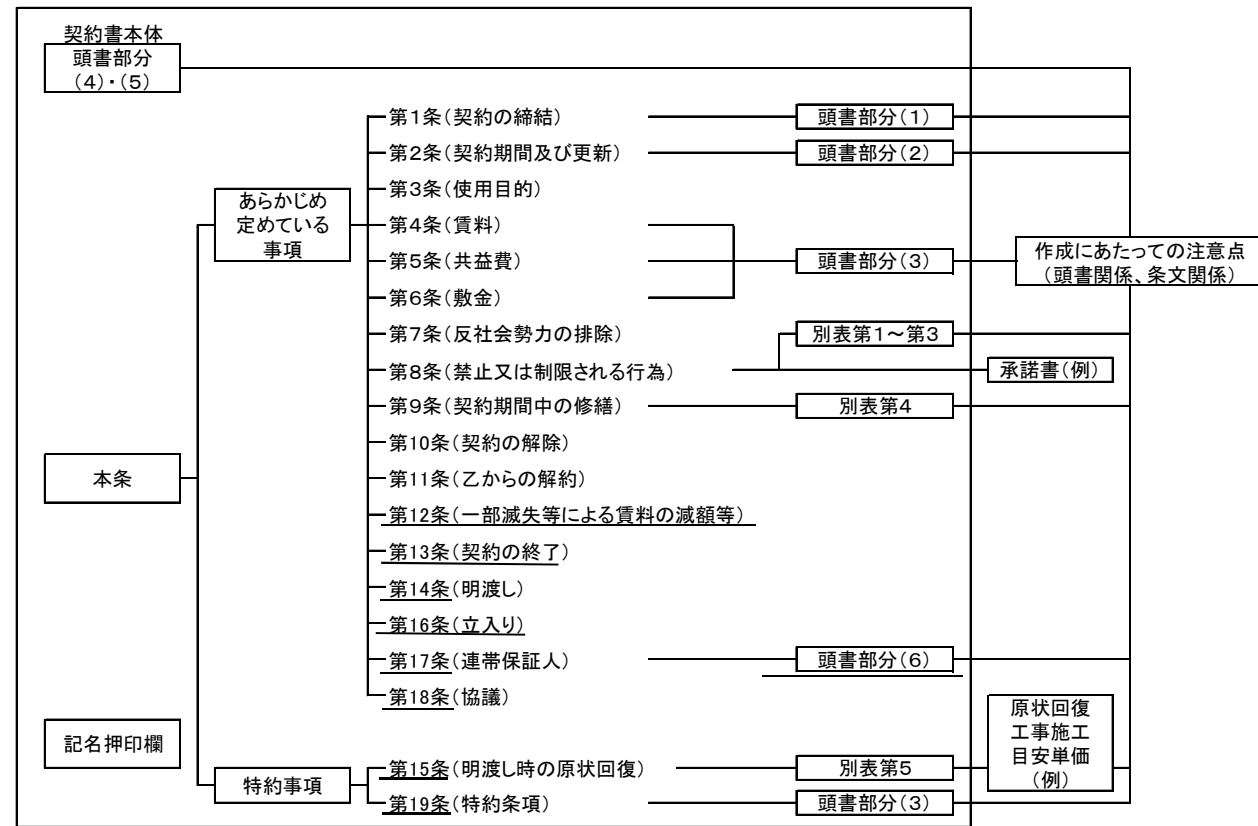 契約書本体
頭書部分
(4)・(5)
第1条(契約の締結)
頭書部分(1)
第2条(契約期間及び更新)
頭書部分(2)
第3条(使用目的)
あらかじめ
定めている
事項
第4条(賃料)
第5条(共益費)
頭書部分(3)
作成にあたっての注意点
(頭書関係、条文関係)
第6条(敷金)
第7条(反社会勢力の排除)
別表第1~第3
第8条(禁止又は制限される行為)
承諾書(例)
第9条(契約期間中の修繕)
別表第4
第10条(契約の解除)
本条
第11条(乙からの解約)
第12条(一部滅失等による賃料の減額等)
第13条(契約の終了)
第14条(明渡し)
第16条(立入り)
第17条(連帯保証人)
頭書部分(6)
第18条(協議)
記名押印欄
特約事項
第15条(明渡し時の原状回復)
別表第5
原状回復
工事施工
目安単価
(例)
第19条(特約条項)
頭書部分(3)